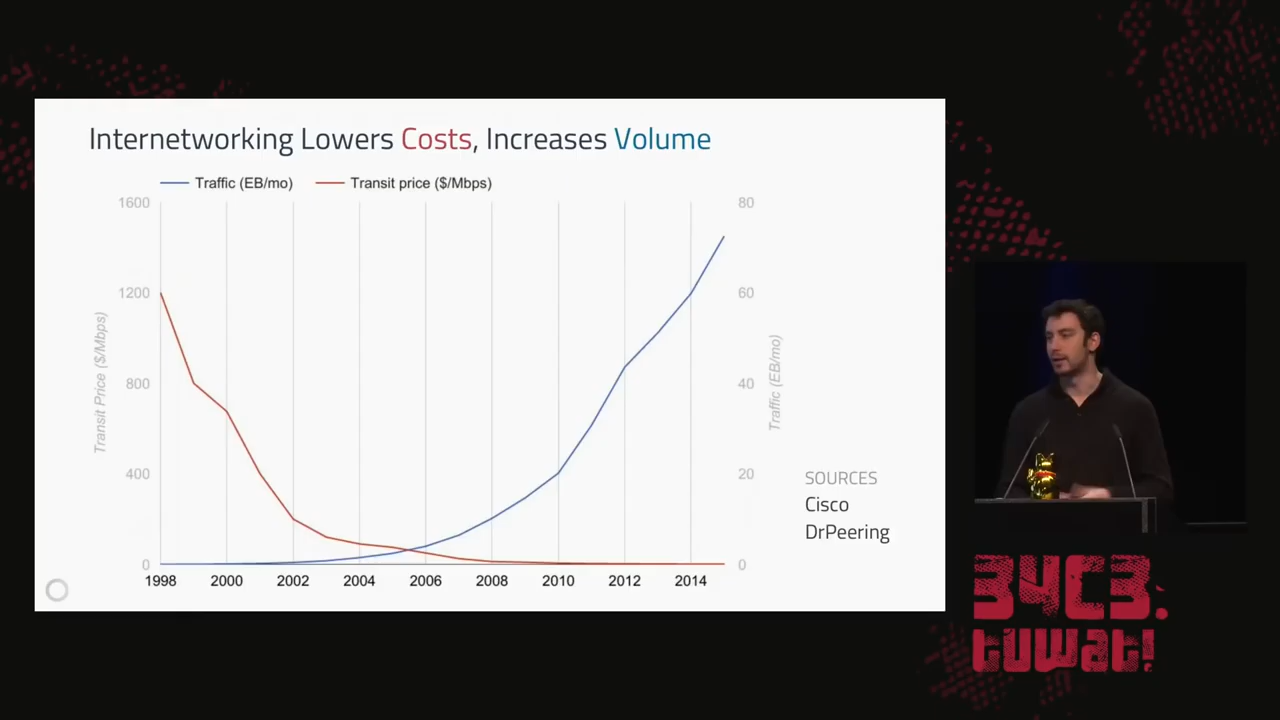 Internetworking Lowers Costs, Increases Volume
Traffic (EB/mo) Transit price ($/Mbps)
1600
1200
800
400
0
Transit Price ($/Mbps)
80
60
40
20
0
Traffic (EB/mo)
1998 2000 2002 2004 2006 2008 2010 2012 2014
SOURCES
Cisco
DrPeering
34C3.
tuwat!